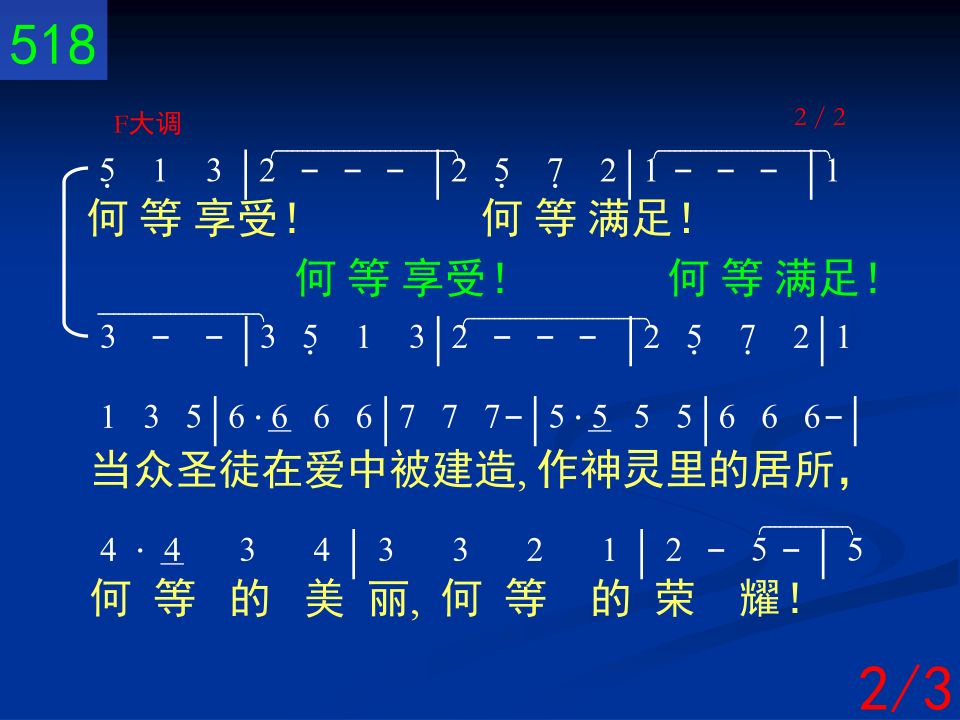 518
F大调 2/2
5̣ 1 3 | 2 - - - | 2 5̣ 7̣ 2 | 1 - - - | 1
何 等 享受! 何 等 满足!
何 等 享受! 何 等 满足!
3 - - | 3 5̣ 1 3 | 2 - - - | 2 5̣ 7̣ 2 | 1
1 3 5 | 6 · 6̲ 6 6 | 7 7 7 - | 5 · 5̲ 5 5 | 6 6 6 - |
当众圣徒在爱中被建造, 作神灵里的居所，
4 · 4̲ 3 4 | 3 3 2 1 | 2 - 5 - | 5
何 等 的 美 丽, 何 等 的 荣 耀!
2/3